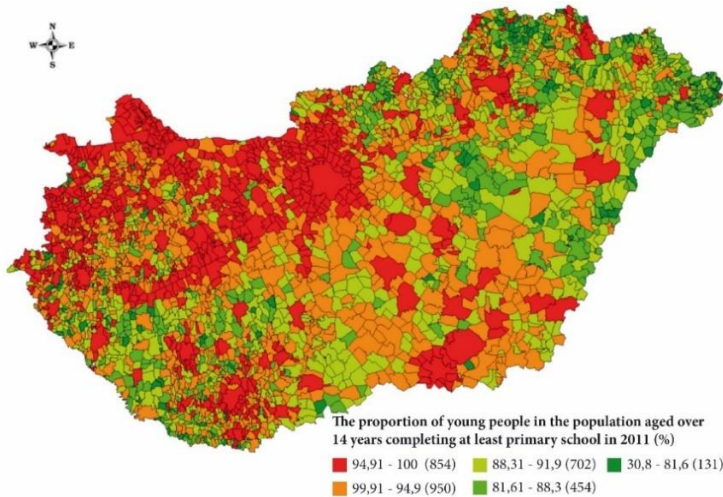 N
W E
S
The proportion of young people in the population aged over
14 years completing at least primary school in 2011 (%)
94,91 - 100 (854) 88,31 - 91,9 (702) 30,8 - 81,6 (131)
99,91 - 94,9 (950) 81,61 - 88,3 (454)